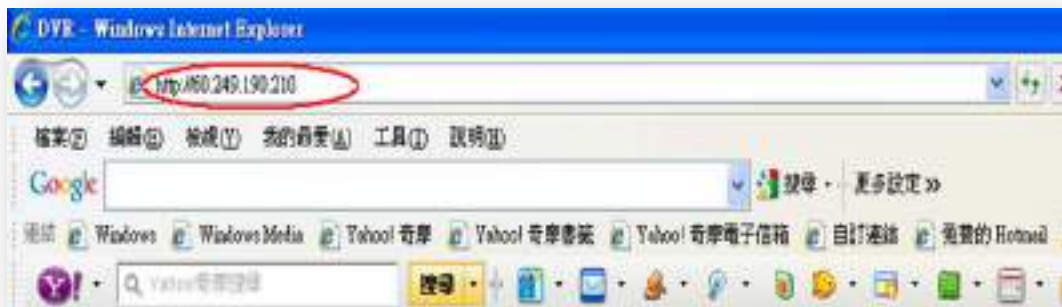 DVR - Windows Internet Explorer
http://60.249.190.210
檔案(F) 編輯(E) 檢視(V) 我的最愛(A) 工具(T) 說明(H)
Google 搜尋 更多設定 »
連結 Windows Windows Media Yahoo! 奇摩 Yahoo! 奇摩書籤 Yahoo! 奇摩電子信箱 自訂連結 免費的 Hotmail
Y! Yahoo!奇摩搜尋 搜尋